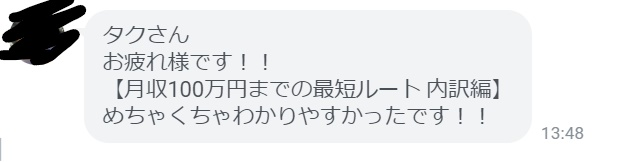 タクさん
お疲れ様です！！
【月収100万円までの最短ルート 内訳編】
めちゃくちゃわかりやすかったです！！
13:48